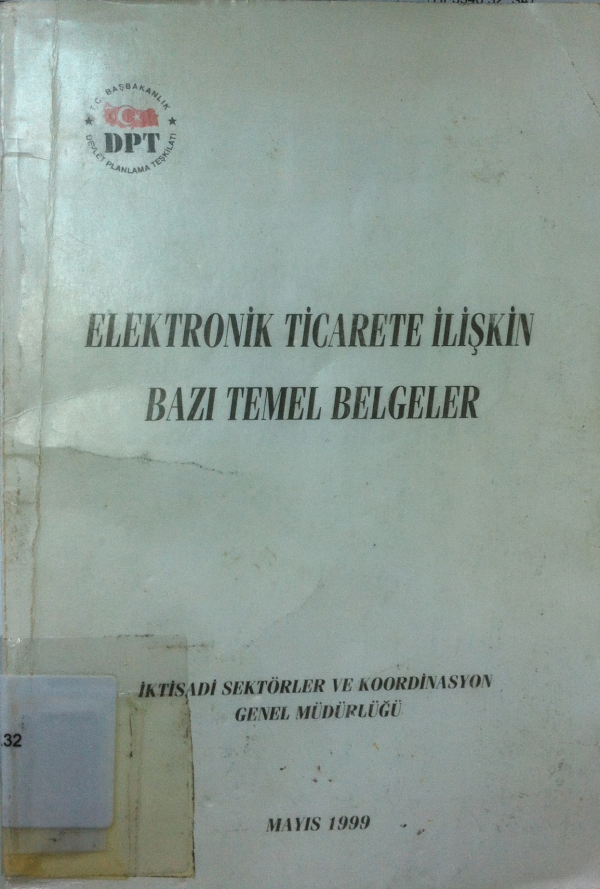 T.C. BAŞBAKANLIK
DPT
DEVLET PLANLAMA TEŞKİLATI
ELEKTRONİK TİCARETE İLİŞKİN
BAZI TEMEL BELGELER
İKTİSADİ SEKTÖRLER VE KOORDİNASYON
GENEL MÜDÜRLÜĞÜ
.32
MAYIS 1999